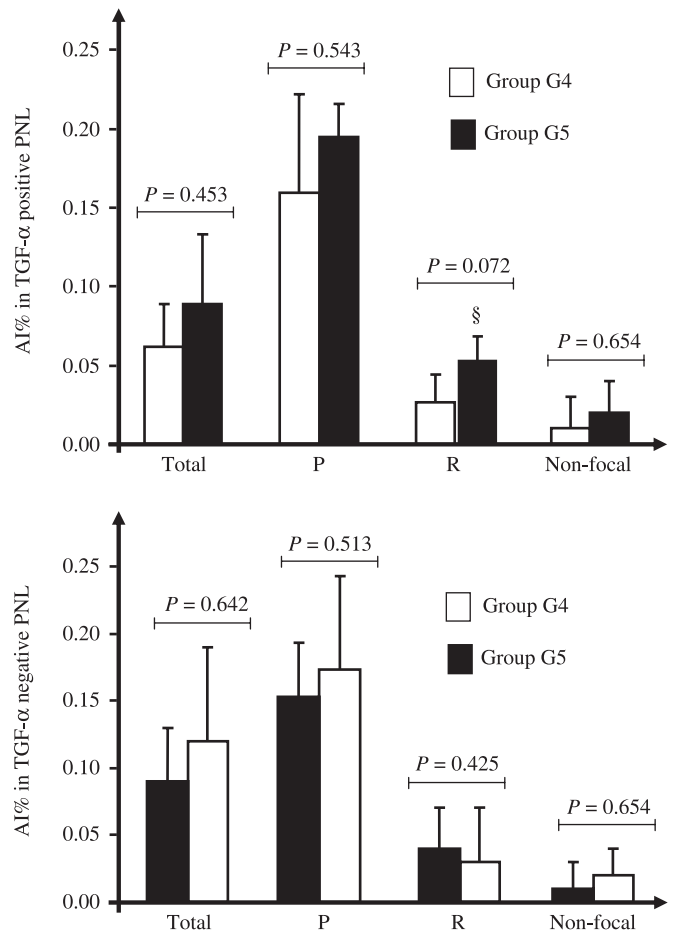 0.25
0.20
0.15
0.10
0.05
0.00
AI% in TGF-α positive PNL
P = 0.453
P = 0.543
P = 0.072
§
P = 0.654
Group G4
Group G5
Total
P
R
Non-focal
0.25
0.20
0.15
0.10
0.05
0.00
AI% in TGF-α negative PNL
P = 0.642
P = 0.513
P = 0.425
P = 0.654
Group G4
Group G5
Total
P
R
Non-focal